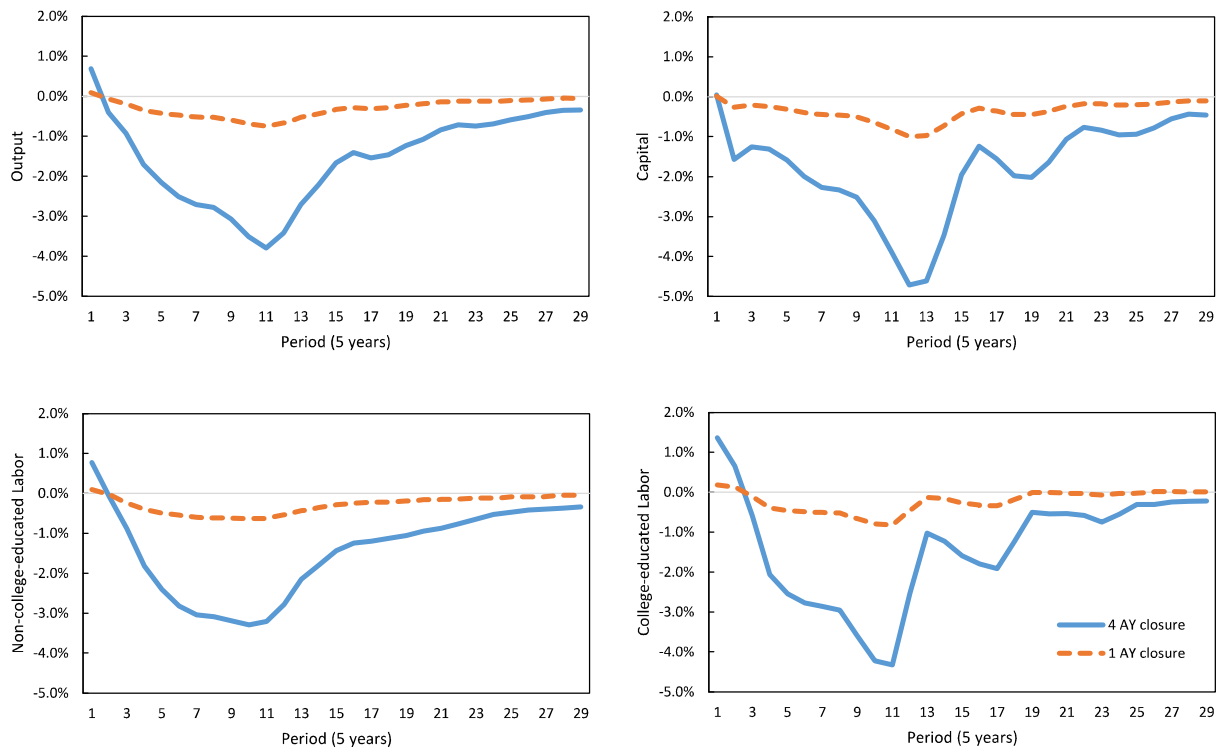 2.0%
1.0%
0.0%
-1.0%
-2.0%
-3.0%
-4.0%
-5.0%
Output
1 3 5 7 9 11 13 15 17 19 21 23 25 27 29
Period (5 years)
2.0%
1.0%
0.0%
-1.0%
-2.0%
-3.0%
-4.0%
-5.0%
Capital
1 3 5 7 9 11 13 15 17 19 21 23 25 27 29
Period (5 years)
2.0%
1.0%
0.0%
-1.0%
-2.0%
-3.0%
-4.0%
-5.0%
Non-college-educated Labor
1 3 5 7 9 11 13 15 17 19 21 23 25 27 29
Period (5 years)
2.0%
1.0%
0.0%
-1.0%
-2.0%
-3.0%
-4.0%
-5.0%
College-educated Labor
4 AY closure
1 AY closure
1 3 5 7 9 11 13 15 17 19 21 23 25 27 29
Period (5 years)